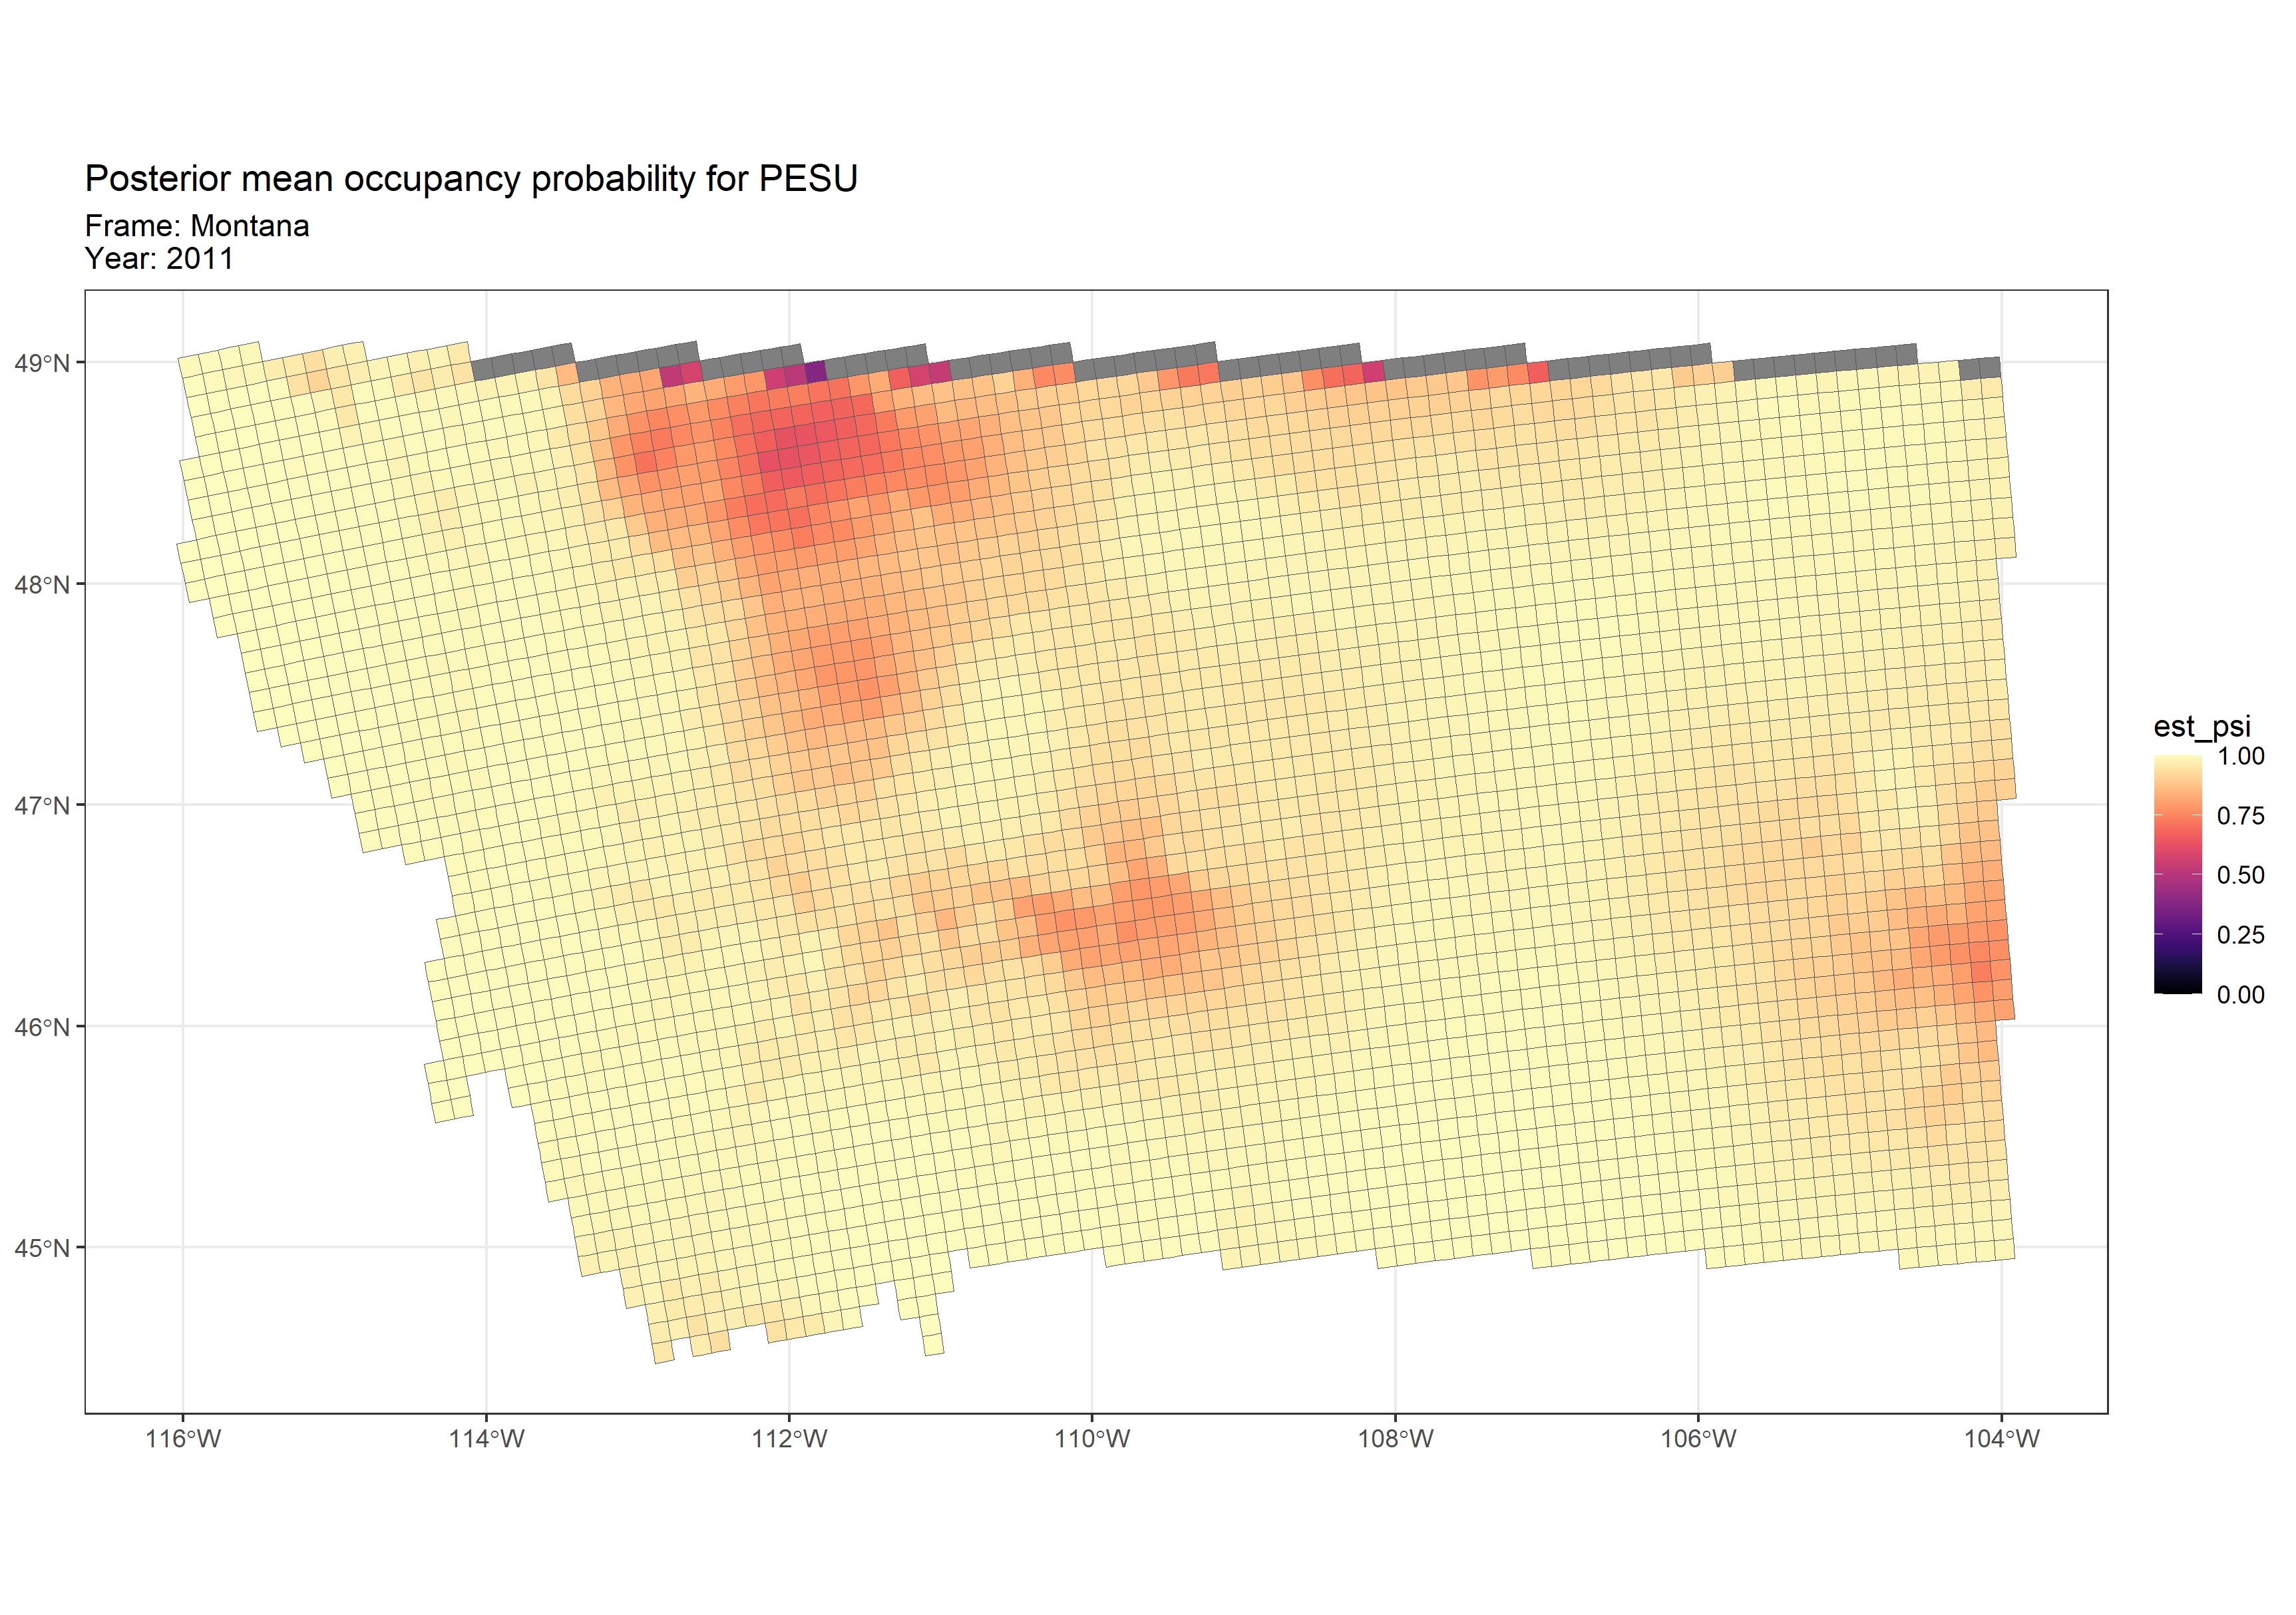 Posterior mean occupancy probability for PESU
Frame: Montana
Year: 2011
49°N
48°N
47°N
46°N
45°N
116°W
114°W
112°W
110°W
108°W
106°W
104°W
est_psi
1.00
0.75
0.50
0.25
0.00